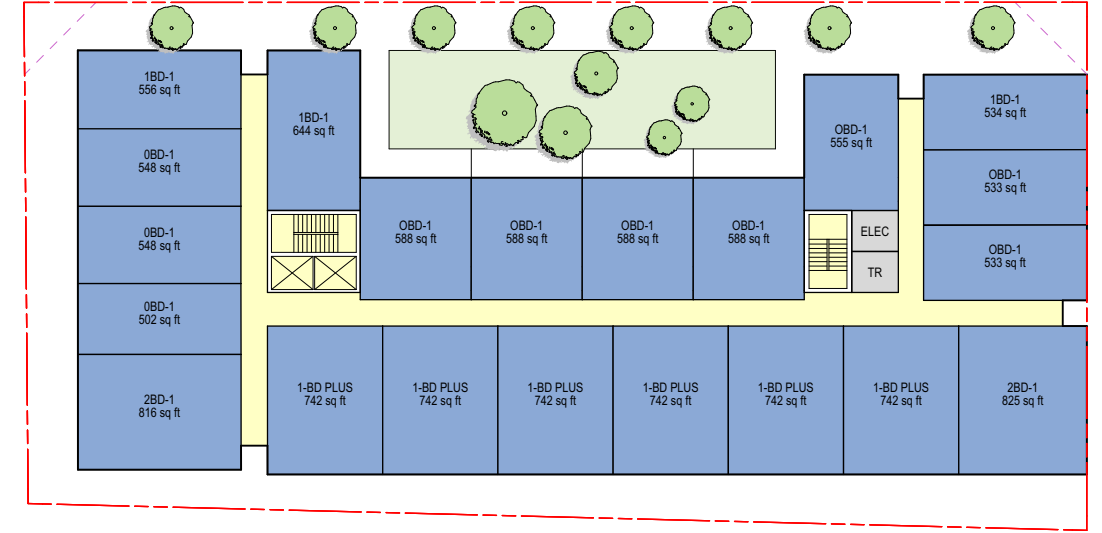 1BD-1
556 sq ft
0BD-1
548 sq ft
0BD-1
548 sq ft
0BD-1
502 sq ft
2BD-1
816 sq ft
1BD-1
644 sq ft
OBD-1
588 sq ft
OBD-1
588 sq ft
OBD-1
588 sq ft
OBD-1
588 sq ft
OBD-1
555 sq ft
ELEC
TR
1BD-1
534 sq ft
OBD-1
533 sq ft
OBD-1
533 sq ft
1-BD PLUS
742 sq ft
1-BD PLUS
742 sq ft
1-BD PLUS
742 sq ft
1-BD PLUS
742 sq ft
1-BD PLUS
742 sq ft
1-BD PLUS
742 sq ft
2BD-1
825 sq ft